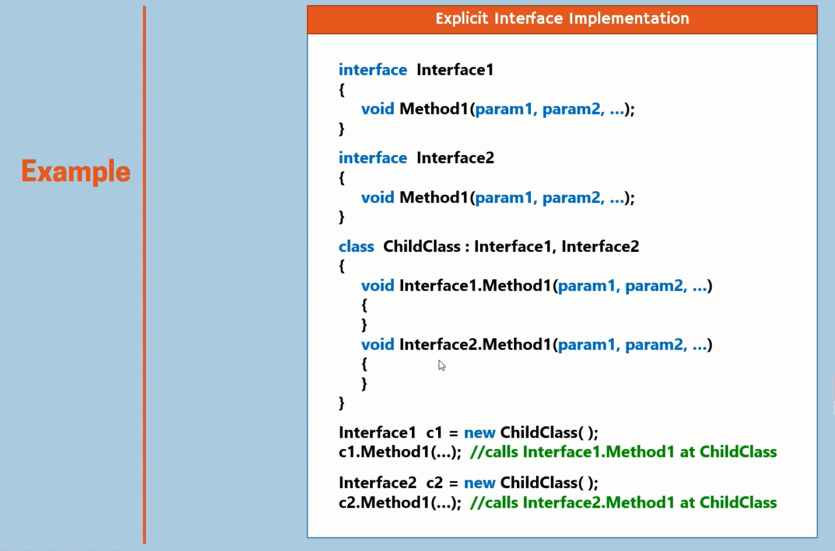 Explicit Interface Implementation
Example
interface Interface1
{
void Method1(param1, param2, ...);
}
interface Interface2
{
void Method1(param1, param2, ...);
}
class ChildClass : Interface1, Interface2
{
void Interface1.Method1(param1, param2, ...)
{
}
void Interface2.Method1(param1, param2, ...)
{
}
}
Interface1 c1 = new ChildClass( );
c1.Method1(...); //calls Interface1.Method1 at ChildClass
Interface2 c2 = new ChildClass( );
c2.Method1(...); //calls Interface2.Method1 at ChildClass